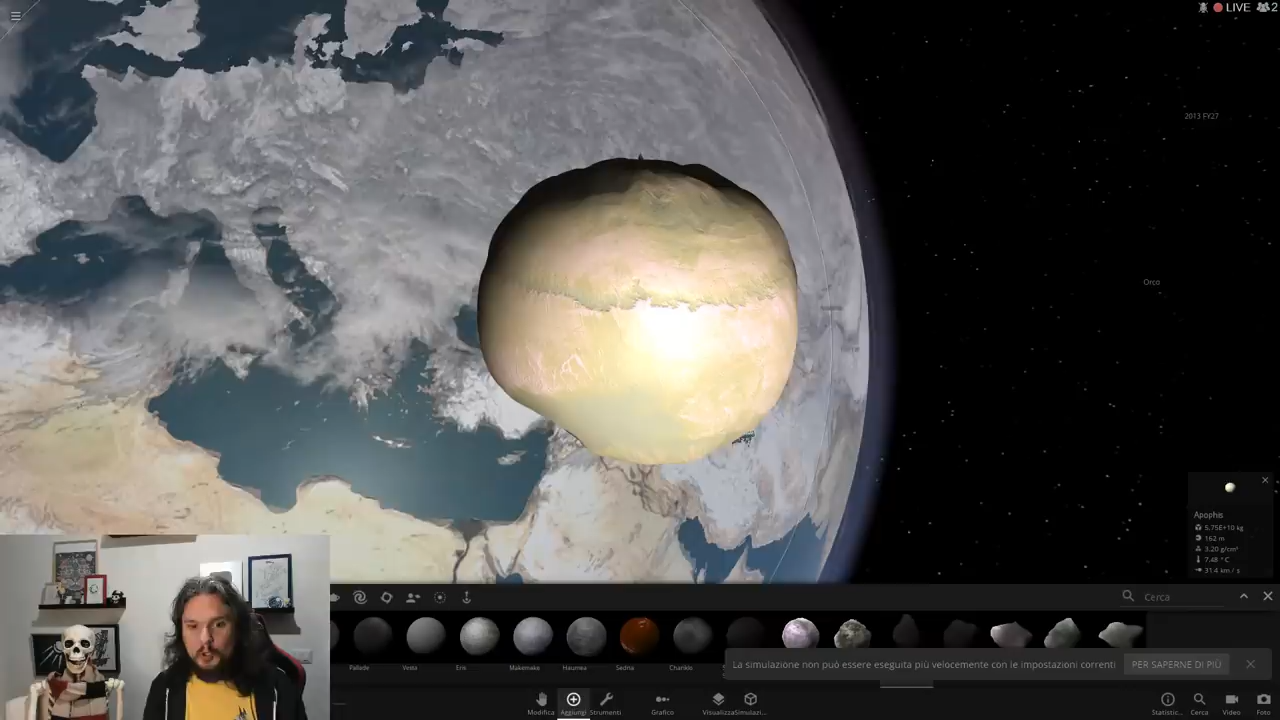 LIVE 2
2013 FY27
Orco
Apophis
5,75E+10 kg
162 m
3,20 g/cm³
7,48 °C
31.4 km / s
Cerca
Pallade
Vesta
Eris
Makemake
Haumea
Sedna
Chariklo
La simulazione non può essere eseguita più velocemente con le impostazioni correnti
PER SAPERNE DI PIÙ
Modifica
Aggiungi
Strumenti
Grafico
Visualizza
Simulazi...
Statistic...
Cerca
Video
Foto